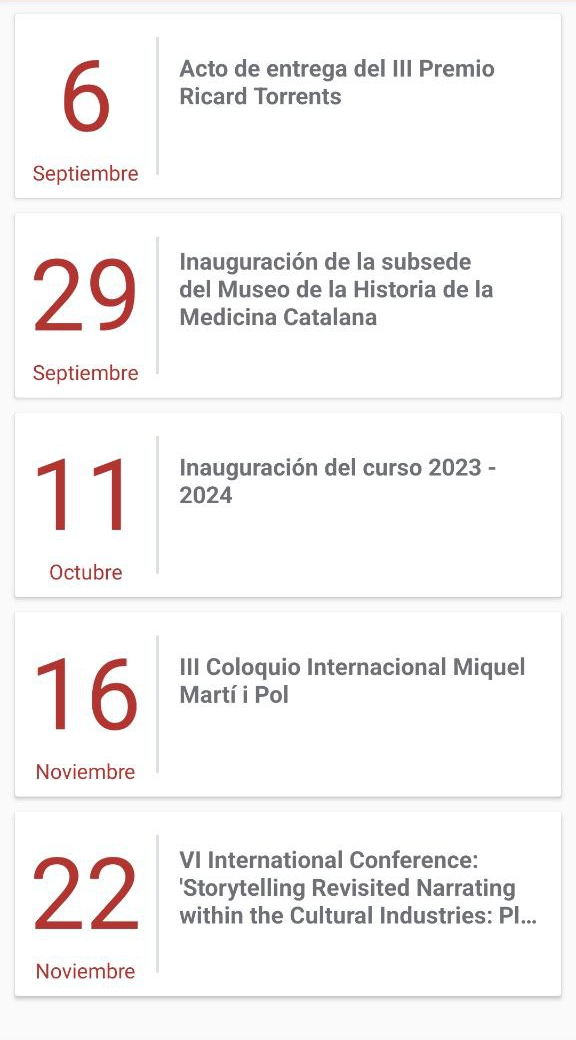 6
Septiembre
Acto de entrega del III Premio
Ricard Torrents
29
Septiembre
Inauguración de la subsede
del Museo de la Historia de la
Medicina Catalana
11
Octubre
Inauguración del curso 2023 -
2024
16
Noviembre
III Coloquio Internacional Miquel
Martí i Pol
22
Noviembre
VI International Conference:
'Storytelling Revisited Narrating
within the Cultural Industries: Pl...